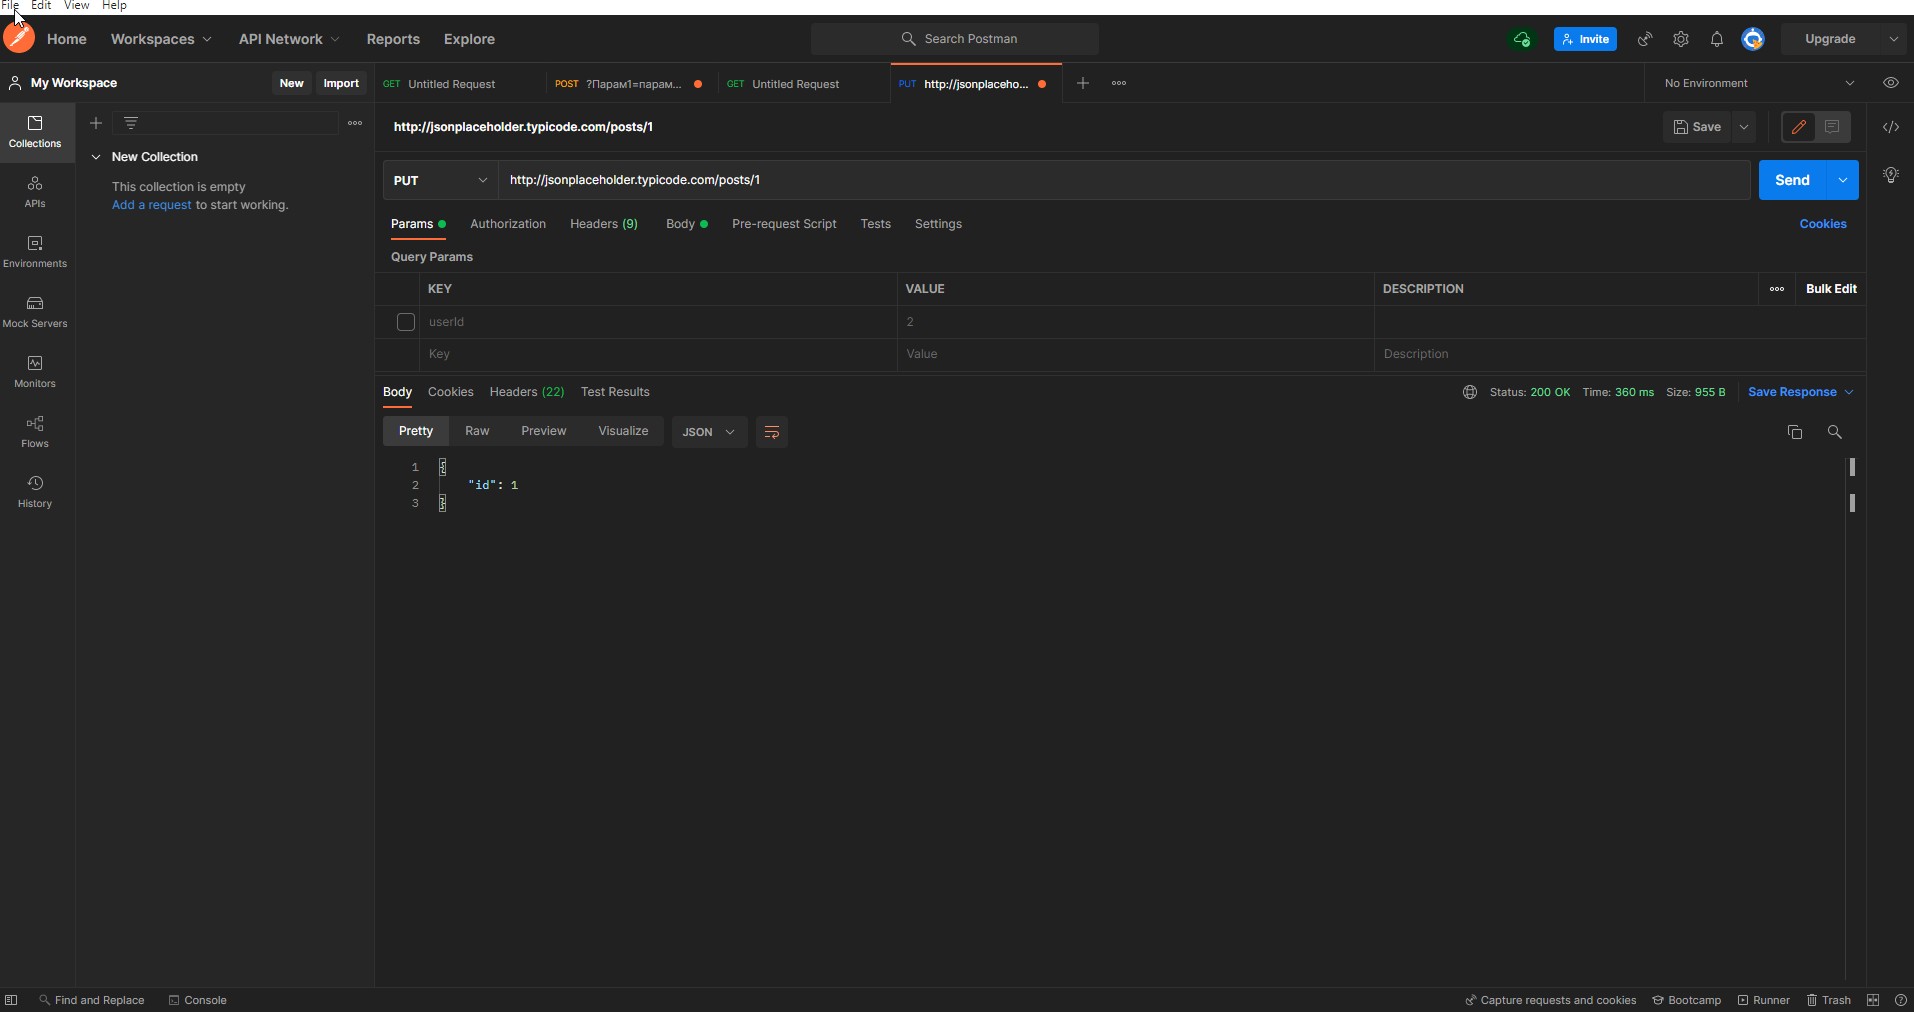 File Edit View Help
Home Workspaces API Network Reports Explore Search Postman Invite Upgrade
My Workspace New Import GET Untitled Request POST ?Парам1=парам... GET Untitled Request PUT http://jsonplaceho... No Environment
Collections
http://jsonplaceholder.typicode.com/posts/1 Save
New Collection
This collection is empty
Add a request to start working.
PUT http://jsonplaceholder.typicode.com/posts/1 Send
APIs
Params Authorization Headers (9) Body Pre-request Script Tests Settings Cookies
Environments
Query Params
KEY VALUE DESCRIPTION Bulk Edit
Mock Servers
userId 2
Key Value Description
Monitors
Body Cookies Headers (22) Test Results Status: 200 OK Time: 360 ms Size: 955 B Save Response
Flows
Pretty Raw Preview Visualize JSON
1 {
2 "id": 1
3 }
History
Find and Replace Console Capture requests and cookies Bootcamp Runner Trash